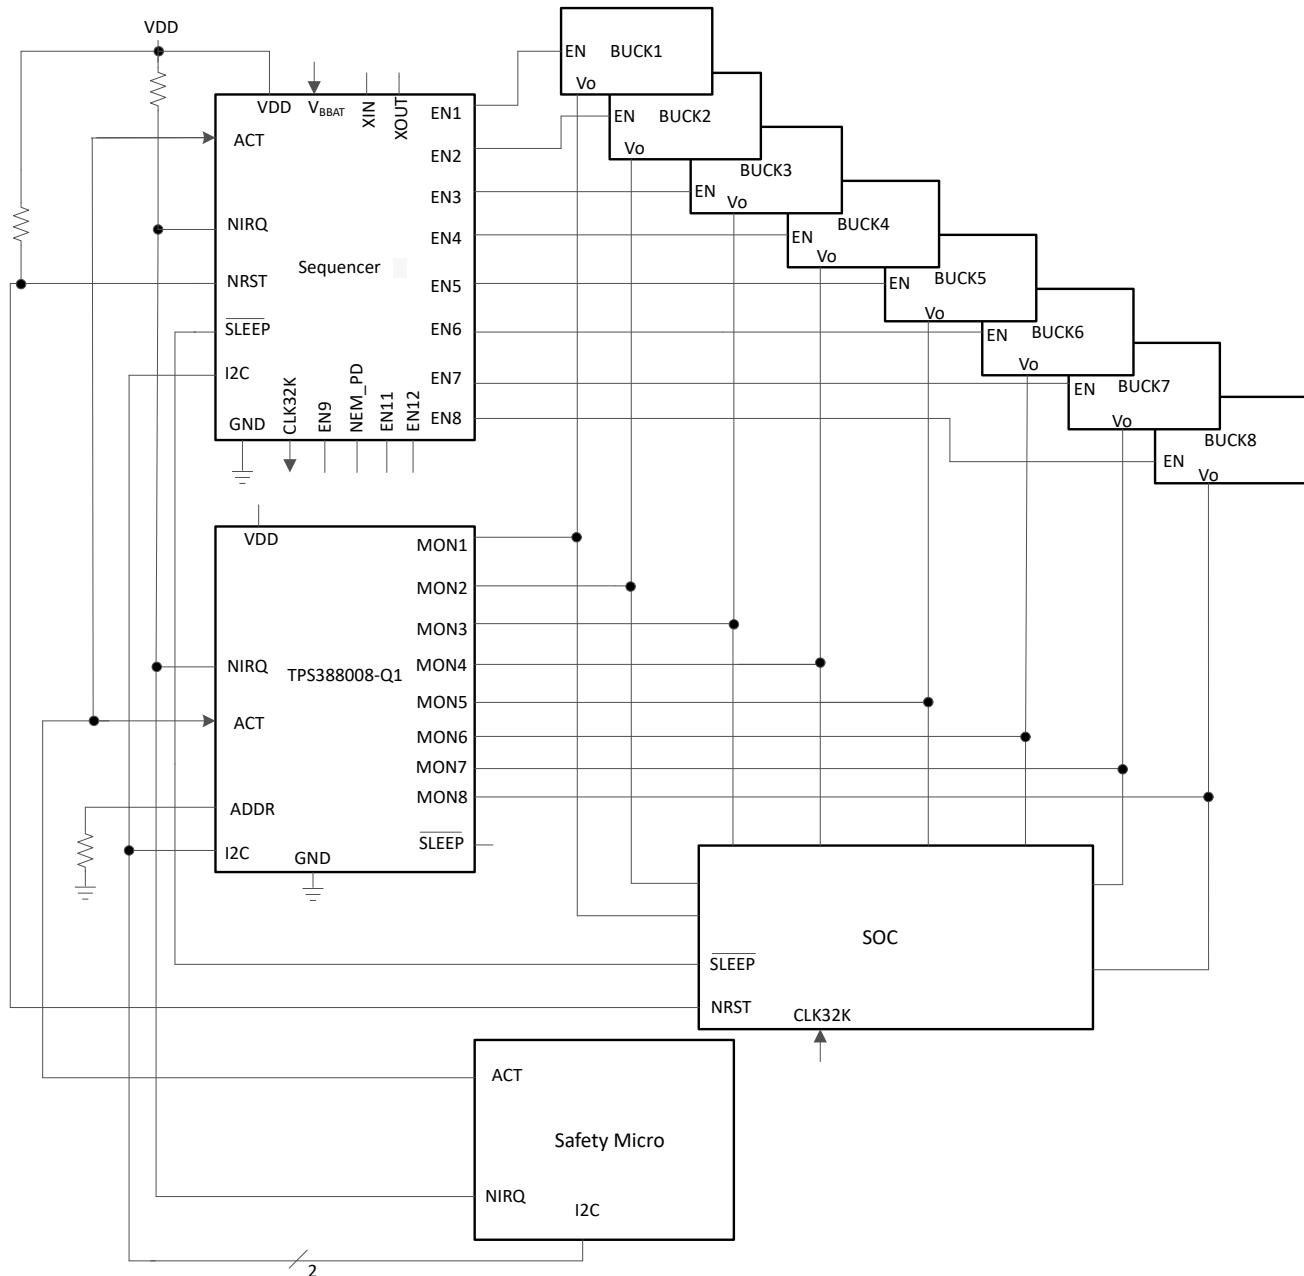 VDD
VDD
VBBAT
XIN
XOUT
ACT
NIRQ
NRST
SLEEP
I2C
GND
Sequencer
CLK32K
EN9
NEM_PD
EN11
EN12
EN1
EN2
EN3
EN4
EN5
EN6
EN7
EN8
EN
BUCK1
Vo
EN
BUCK2
Vo
EN
BUCK3
Vo
EN
BUCK4
Vo
EN
BUCK5
Vo
EN
BUCK6
Vo
EN
BUCK7
Vo
EN
BUCK8
Vo
VDD
NIRQ
ACT
ADDR
I2C
GND
TPS388008-Q1
MON1
MON2
MON3
MON4
MON5
MON6
MON7
MON8
SLEEP
SOC
SLEEP
NRST
CLK32K
ACT
Safety Micro
NIRQ
I2C
2